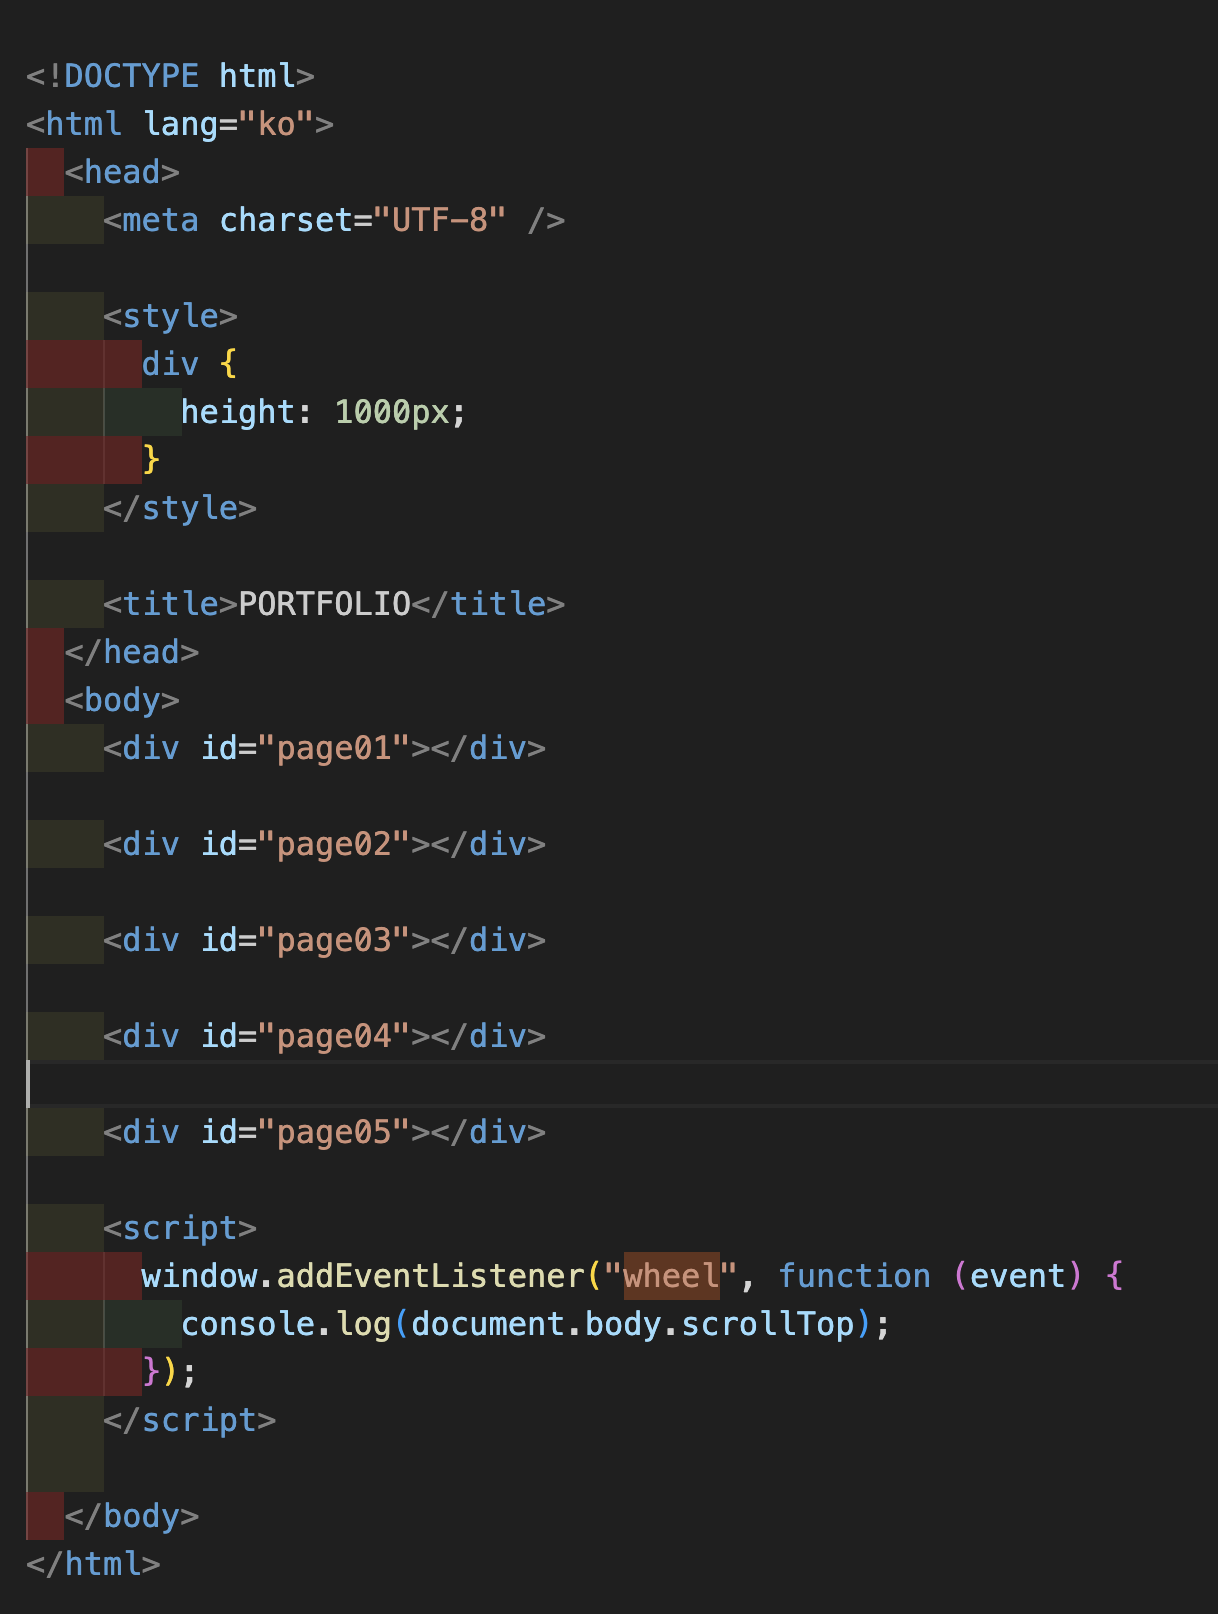 <!DOCTYPE html>
<html lang="ko">
<head>
<meta charset="UTF-8" />
<style>
div {
height: 1000px;
}
</style>
<title>PORTFOLIO</title>
</head>
<body>
<div id="page01"></div>
<div id="page02"></div>
<div id="page03"></div>
<div id="page04"></div>
<div id="page05"></div>
<script>
window.addEventListener("wheel", function (event) {
console.log(document.body.scrollTop);
});
</script>
</body>
</html>